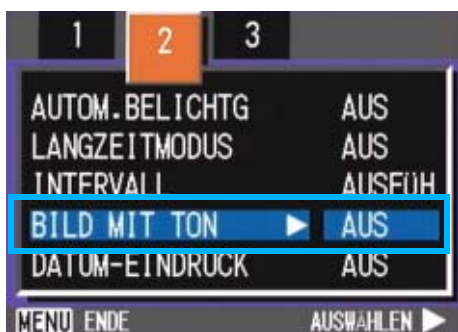 1 2 3
AUTOM.BELICHTG AUS
LANGZEITMODUS AUS
INTERVALL AUSFÜH
BILD MIT TON ▶ AUS
DATUM-EINDRUCK AUS
MENU ENDE AUSWÄHLEN ▶